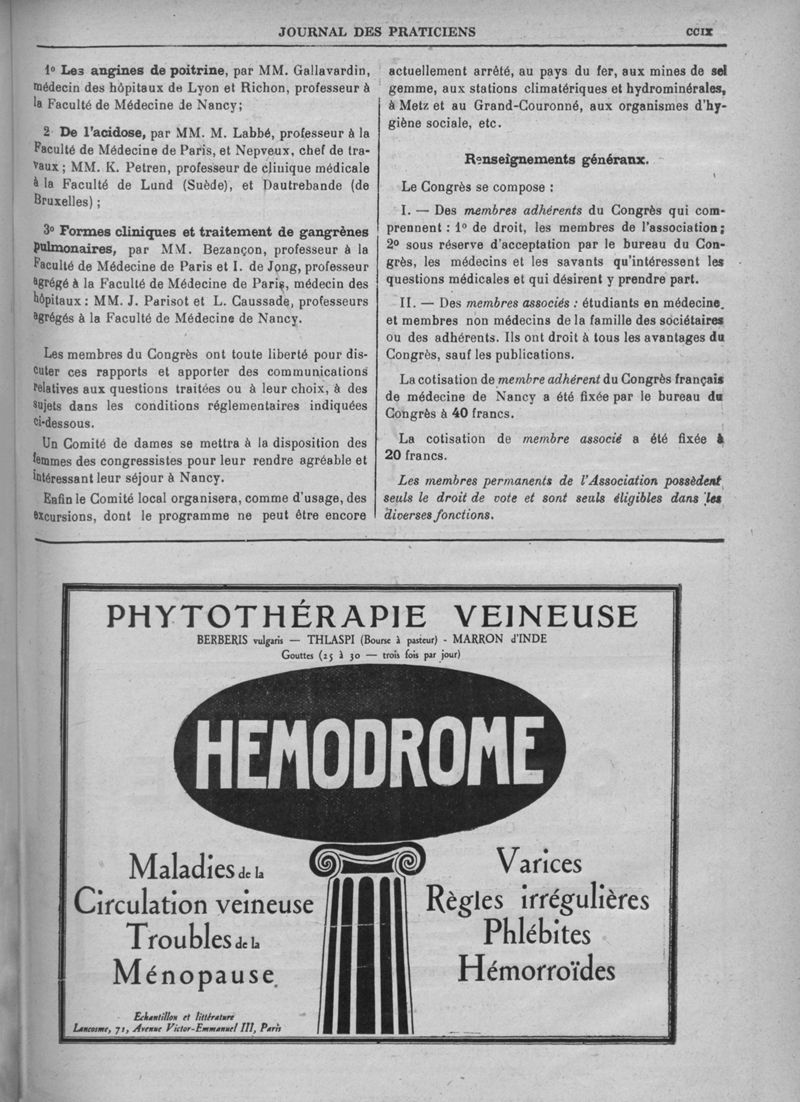 JOURNAL DES PRATICIENS
CCIX
1º Les angines de poitrine, par MM. Gallavardin,
médecin des hôpitaux de Lyon et Richon, professeur à
la Faculté de Médecine de Nancy;
2 De l'acidose, par MM. M. Labbé, professeur à la
Faculté de Médecine de Paris, et Nepveux, chef de tra-
vaux ; MM. K. Petren, professeur de clinique médicale
à la Faculté de Lund (Suède), et Dautrebande (de
Bruxelles) ;
3º Formes cliniques et traitement de gangrènes
pulmonaires, par MM. Bezançon, professeur à la
Faculté de Médecine de Paris et I. de Jong, professeur
agrégé à la Faculté de Médecine de Paris, médecin des
hôpitaux : MM. J. Parisot et L. Caussade, professeurs
agrégés à la Faculté de Médecine de Nancy.
Les membres du Congrès ont toute liberté pour dis-
cuter ces rapports et apporter des communications
relatives aux questions traitées ou à leur choix, à des
sujets dans les conditions réglementaires indiquées
ci-dessous.
Un Comité de dames se mettra à la disposition des
femmes des congressistes pour leur rendre agréable et
intéressant leur séjour à Nancy.
Enfin le Comité local organisera, comme d'usage, des
excursions, dont le programme ne peut être encore
actuellement arrêté, au pays du fer, aux mines de sel
gemme, aux stations climatériques et hydrominérales,
à Metz et au Grand-Couronné, aux organismes d'hy-
giène sociale, etc.
Renseignements généraux.
Le Congrès se compose :
I. — Des membres adhérents du Congrès qui com-
prennent : 1º de droit, les membres de l'association;
2º sous réserve d'acceptation par le bureau du Con-
grès, les médecins et les savants qu'intéressent les
questions médicales et qui désirent y prendre part.
II. — Des membres associés : étudiants en médecine
et membres non médecins de la famille des sociétaires
ou des adhérents. Ils ont droit à tous les avantages du
Congrès, sauf les publications.
La cotisation de membre adhérent du Congrès français
de médecine de Nancy a été fixée par le bureau du
Congrès à 40 francs.
La cotisation de membre associé a été fixée à
20 francs.
Les membres permanents de l'Association possèdent
seuls le droit de vote et sont seuls éligibles dans les
diverses fonctions.
PHYTOTHÉRAPIE VEINEUSE
BERBERIS vulgaris — THLASPI (Bourse à pasteur) - MARRON d'INDE
Gouttes (25 à 30 — trois fois par jour)
HEMODROME
Maladies de la
Circulation veineuse
Troubles de la
Ménopause.
Varices
Règles irrégulières
Phlébites
Hémorroïdes
Echantillon et littérature
Lancosme, 71, Avenue Victor-Emmanuel III, Paris